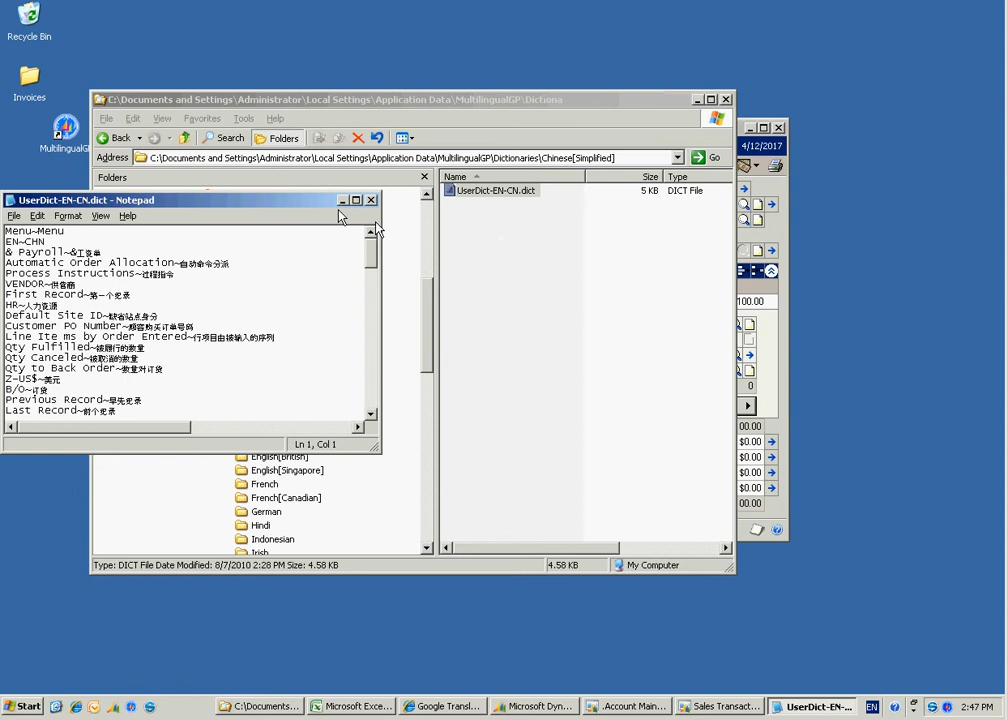 Recycle Bin
Invoices
MultilingualGP
C:\Documents and Settings\Administrator\Local Settings\Application Data\MultilingualGP\Dictiona
File Edit View Favorites Tools Help
Back Search Folders
Address C:\Documents and Settings\Administrator\Local Settings\Application Data\MultilingualGP\Dictionaries\Chinese[Simplified] Go
4/12/2017
Folders
Name Size Type
UserDict-EN-CN.dict 5 KB DICT File
UserDict-EN-CN.dict - Notepad
File Edit Format View Help
Menu~Menu
EN~CHN
& Payroll~&工资单
Automatic Order Allocation~自动命令分派
Process Instructions~过程指令
VENDOR~供音商
First Record~第一个纪录
HR~人力资源
Default Site ID~缺省站点身分
Customer PO Number~顾客购买订单号码
Line Ite ms by Order Entered~行项目由被输入的序列
Qty Fulfilled~被履行的数量
Qty Canceled~被取消的数量
Qty to Back Order~数量对订货
Z-US$~美元
B/O~订货
Previous Record~早先纪录
Last Record~前个纪录
Ln 1, Col 1
100.00
0
00.00
$0.00
$0.00
$0.00
$0.00
00.00
English[British]
English[Singapore]
French
French[Canadian]
German
Hindi
Indonesian
Irish
Type: DICT File Date Modified: 8/7/2010 2:28 PM Size: 4.58 KB 4.58 KB My Computer
Start C:\Documents... Microsoft Exce... Google Transl... Microsoft Dyn... .Account Main... Sales Transact... UserDict-EN-... EN 2:47 PM